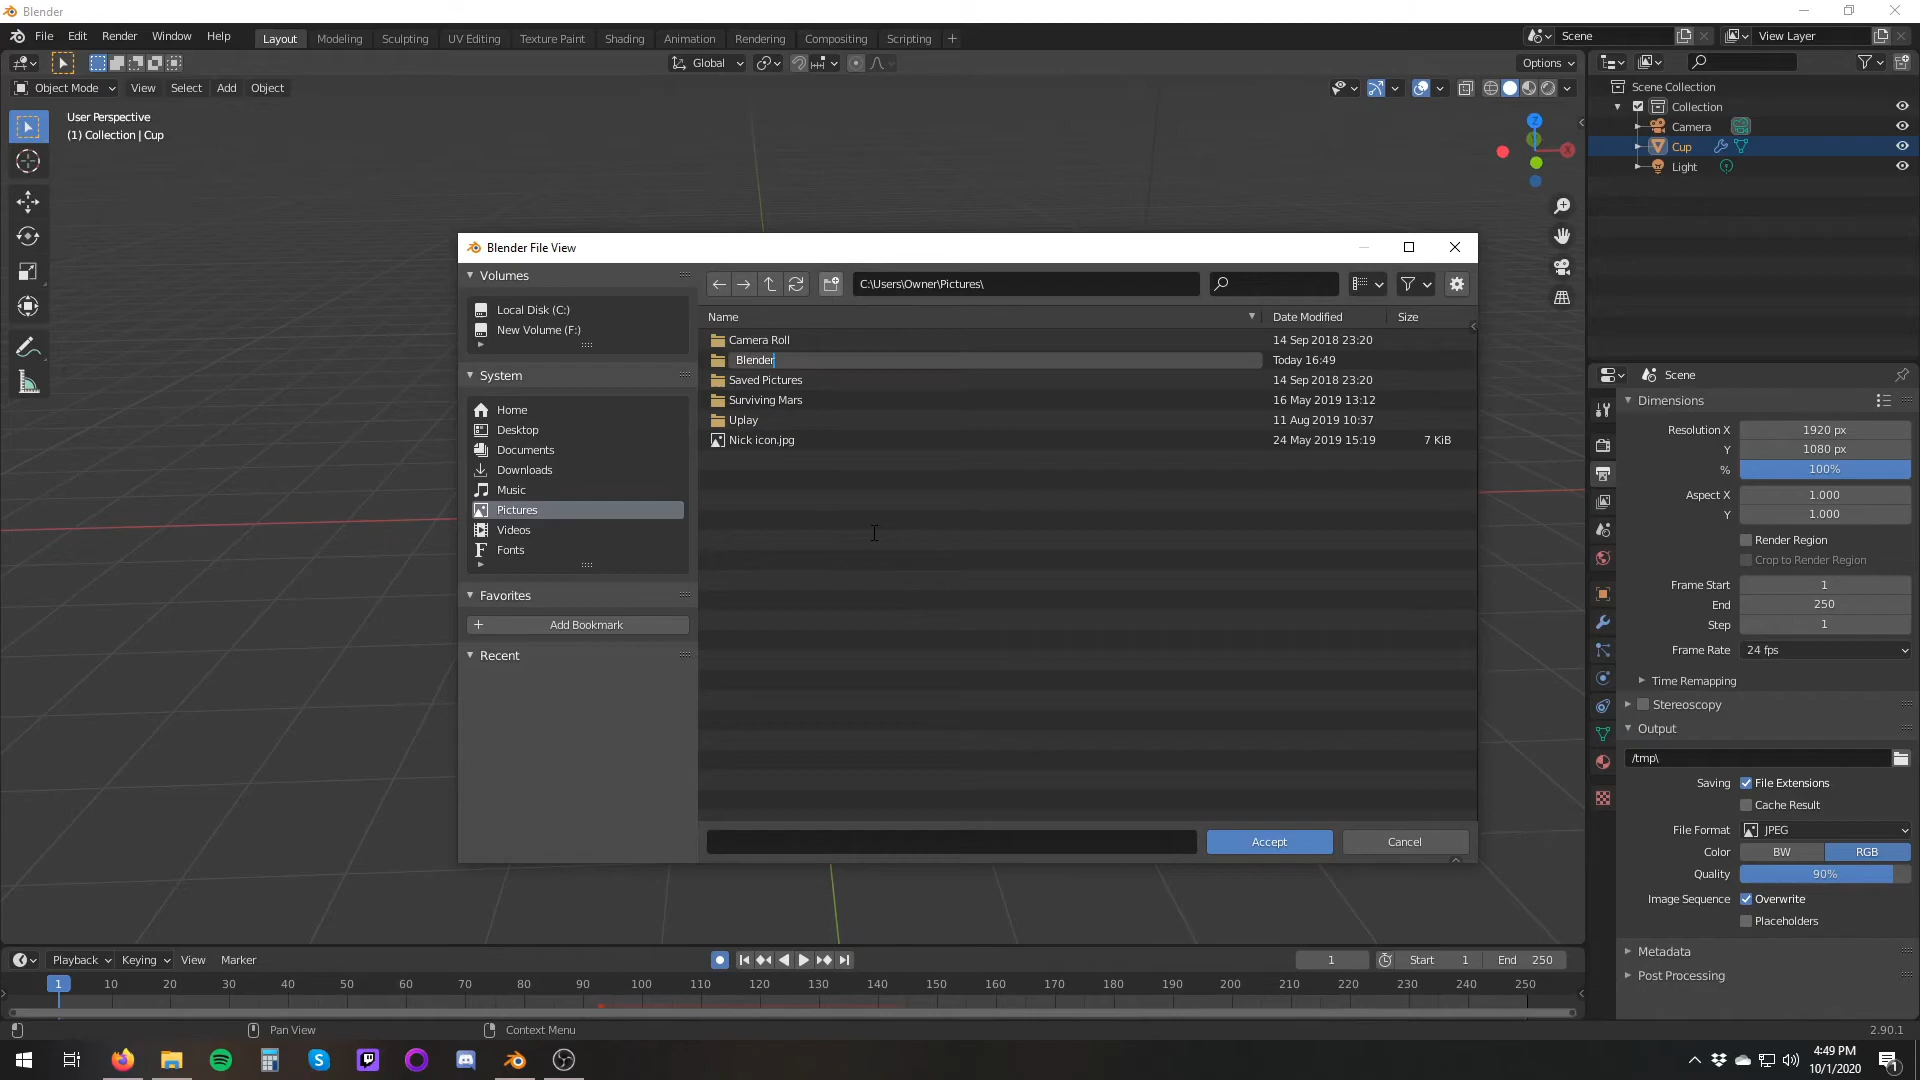 Blender
File Edit Render Window Help Layout Modeling Sculpting UV Editing Texture Paint Shading Animation Rendering Compositing Scripting + Scene View Layer
Global Options
Object Mode View Select Add Object
User Perspective
(1) Collection | Cup
Z
Scene Collection
Collection
Camera
Cup
Light
Blender File View
Volumes
Local Disk (C:)
New Volume (F:)
System
Home
Desktop
Documents
Downloads
Music
Pictures
Videos
Fonts
Favorites
Add Bookmark
Recent
C:\Users\Owner\Pictures\
Name Date Modified Size
Camera Roll 14 Sep 2018 23:20
Blender Today 16:49
Saved Pictures 14 Sep 2018 23:20
Surviving Mars 16 May 2019 13:12
Uplay 11 Aug 2019 10:37
Nick icon.jpg 24 May 2019 15:19 7 KiB
Accept Cancel
Scene
Dimensions
Resolution X 1920 px
Y 1080 px
% 100%
Aspect X 1.000
Y 1.000
Render Region
Crop to Render Region
Frame Start 1
End 250
Step 1
Frame Rate 24 fps
Time Remapping
Stereoscopy
Output
/tmp\
Saving File Extensions
Cache Result
File Format JPEG
Color BW RGB
Quality 90%
Image Sequence Overwrite
Placeholders
Metadata
Post Processing
Playback Keying View Marker 1 Start 1 End 250
1 10 20 30 40 50 60 70 80 90 100 110 120 130 140 150 160 170 180 190 200 210 220 230 240 250
Pan View Context Menu 2.90.1
4:49 PM
10/1/2020
1